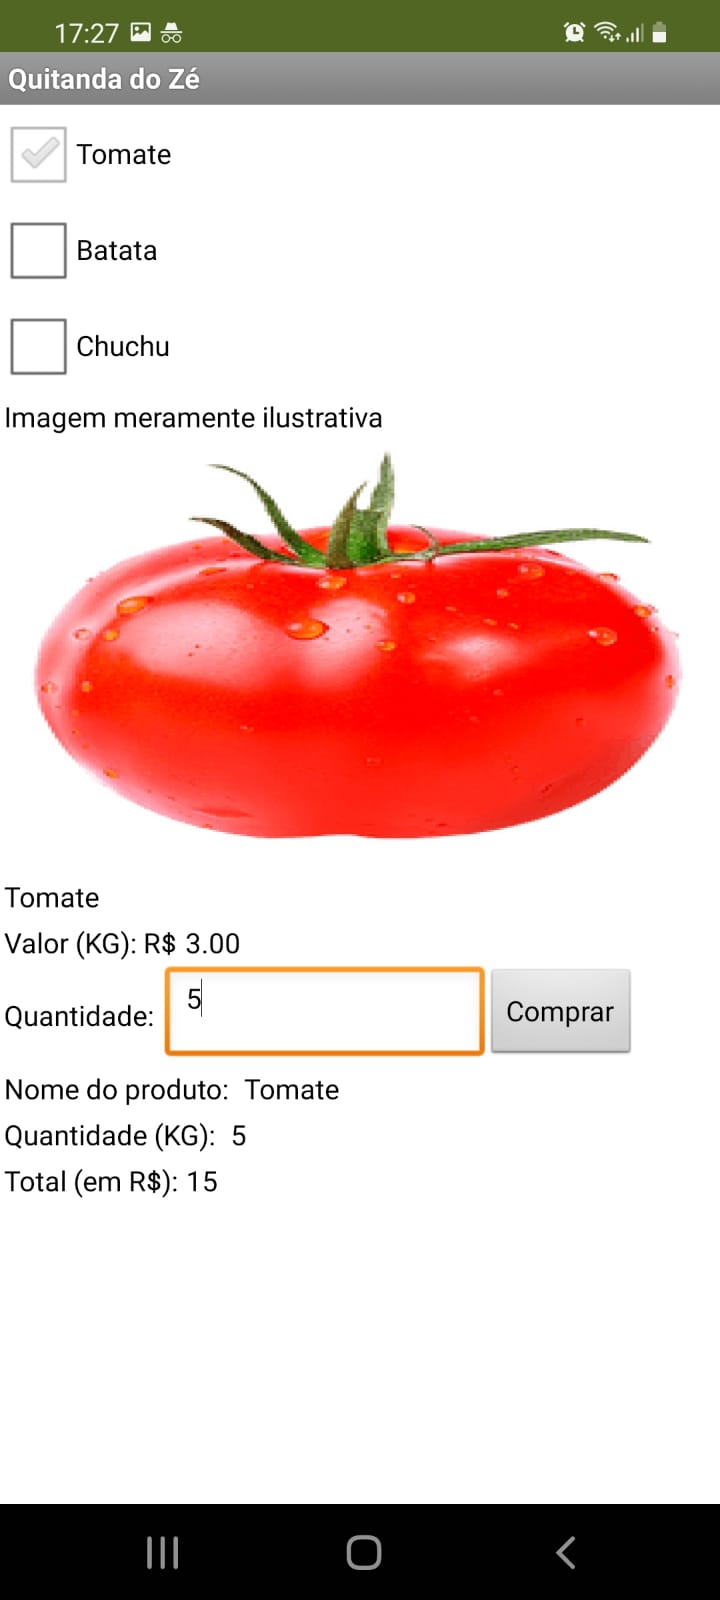 17:27
Quitanda do Zé
Tomate
Batata
Chuchu
Imagem meramente ilustrativa
Tomate
Valor (KG): R$ 3.00
Quantidade: 5 Comprar
Nome do produto: Tomate
Quantidade (KG): 5
Total (em R$): 15